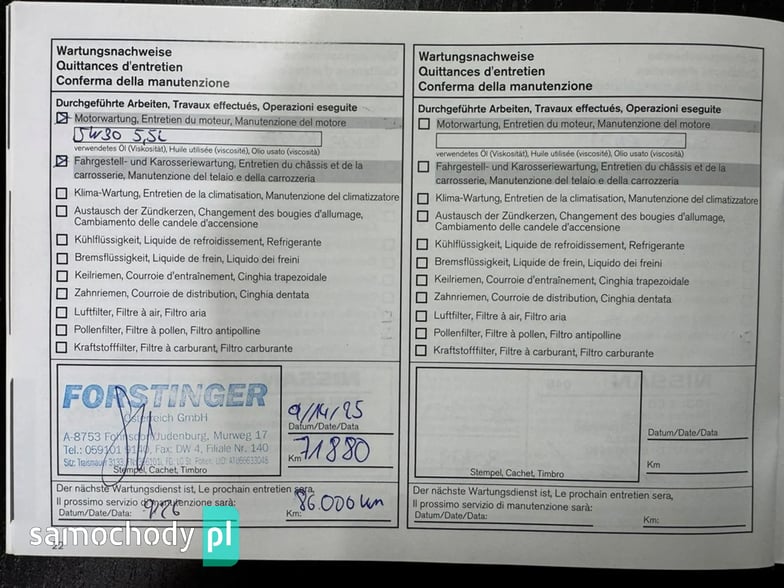 Wartungsnachweise
Quittances d'entretien
Conferma della manutenzione
Durchgeführte Arbeiten, Travaux effectués, Operazioni eseguite
Motorwartung, Entretien du moteur, Manutenzione del motore
5W30 5,5L
verwendetes Öl (Viskosität), Huile utilisée (viscosité), Olio usato (viscosità)
Fahrgestell- und Karosseriewartung, Entretien du châssis et de la
carrosserie, Manutenzione del telaio e della carrozzeria
Klima-Wartung, Entretien de la climatisation, Manutenzione del climatizzatore
Austausch der Zündkerzen, Changement des bougies d'allumage,
Cambiamento delle candele d'accensione
Kühlflüssigkeit, Liquide de refroidissement, Refrigerante
Bremsflüssigkeit, Liquide de frein, Liquido dei freini
Keilriemen, Courroie d'entraînement, Cinghia trapezoidale
Zahnriemen, Courroie de distribution, Cinghia dentata
Luftfilter, Filtre à air, Filtro aria
Pollenfilter, Filtre à pollen, Filtro antipolline
Kraftstofffilter, Filtre à carburant, Filtro carburante
FORSTINGER
Österreich GmbH
A-8753 Fohnsdorf/Judenburg, Murweg 17
Tel.: 059101 9140, Fax: DW 4, Filiale Nr. 140
Stempel, Cachet, Timbro
9/14/25
Datum/Date/Data
Km 71880
Der nächste Wartungsdienst ist, Le prochain entretien sera,
Il prossimo servizio di manutenzione sarà:
Datum/Date/Data: 9/26
Km: 86.000 km
22
Wartungsnachweise
Quittances d'entretien
Conferma della manutenzione
Durchgeführte Arbeiten, Travaux effectués, Operazioni eseguite
Motorwartung, Entretien du moteur, Manutenzione del motore
verwendetes Öl (Viskosität), Huile utilisée (viscosité), Olio usato (viscosità)
Fahrgestell- und Karosseriewartung, Entretien du châssis et de la
carrosserie, Manutenzione del telaio e della carrozzeria
Klima-Wartung, Entretien de la climatisation, Manutenzione del climatizzatore
Austausch der Zündkerzen, Changement des bougies d'allumage,
Cambiamento delle candele d'accensione
Kühlflüssigkeit, Liquide de refroidissement, Refrigerante
Bremsflüssigkeit, Liquide de frein, Liquido dei freini
Keilriemen, Courroie d'entraînement, Cinghia trapezoidale
Zahnriemen, Courroie de distribution, Cinghia dentata
Luftfilter, Filtre à air, Filtro aria
Pollenfilter, Filtre à pollen, Filtro antipolline
Kraftstofffilter, Filtre à carburant, Filtro carburante
Stempel, Cachet, Timbro
Datum/Date/Data
Km
Der nächste Wartungsdienst ist, Le prochain entretien sera,
Il prossimo servizio di manutenzione sarà:
Datum/Date/Data:
Km:
samochody pl